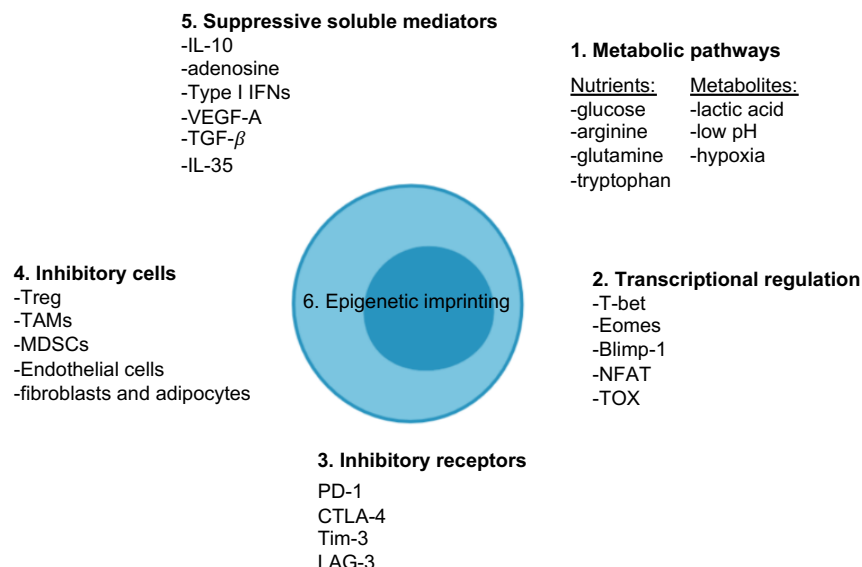 5. Suppressive soluble mediators
-IL-10
-adenosine
-Type I IFNs
-VEGF-A
-TGF-β
-IL-35
1. Metabolic pathways
Nutrients: Metabolites:
-glucose -lactic acid
-arginine -low pH
-glutamine -hypoxia
-tryptophan
4. Inhibitory cells
-Treg
-TAMs
-MDSCs
-Endothelial cells
-fibroblasts and adipocytes
6. Epigenetic imprinting
2. Transcriptional regulation
-T-bet
-Eomes
-Blimp-1
-NFAT
-TOX
3. Inhibitory receptors
PD-1
CTLA-4
Tim-3
LAG-3